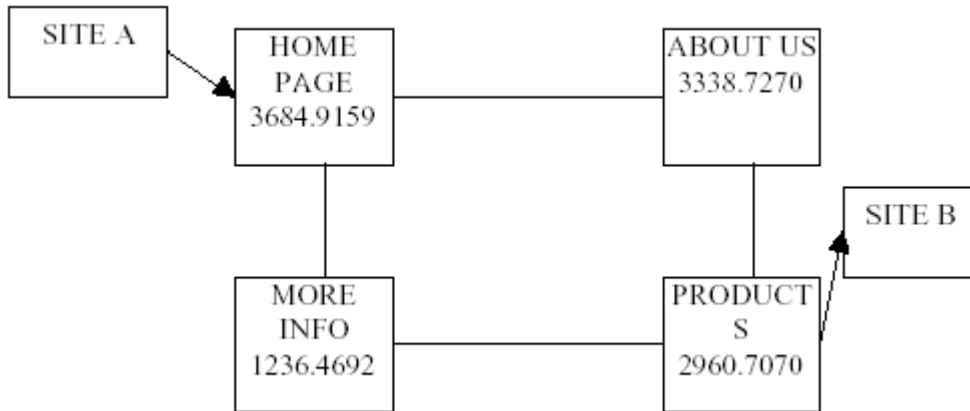 SITE A
HOME
PAGE
3684.9159
ABOUT US
3338.7270
SITE B
MORE
INFO
1236.4692
PRODUCT
S
2960.7070